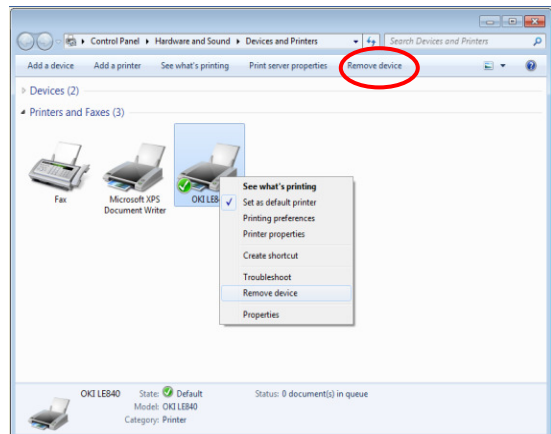 Control Panel ▸ Hardware and Sound ▸ Devices and Printers
Search Devices and Printers
Add a device Add a printer See what's printing Print server properties Remove device
Devices (2)
Printers and Faxes (3)
Fax
Microsoft XPS
Document Writer
OKI LE8
See what's printing
Set as default printer
Printing preferences
Printer properties
Create shortcut
Troubleshoot
Remove device
Properties
OKI LE840 State: Default Status: 0 document(s) in queue
Model: OKI LE840
Category: Printer